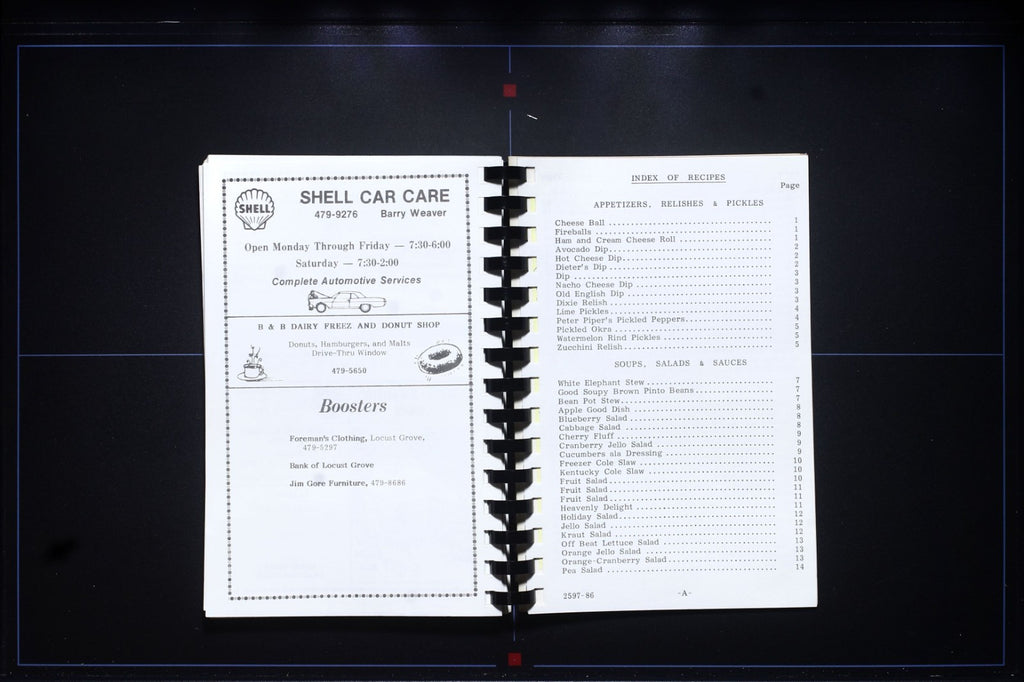 SHELL
SHELL CAR CARE
479-9276 Barry Weaver
Open Monday Through Friday — 7:30-6:00
Saturday — 7:30-2:00
Complete Automotive Services
B & B DAIRY FREEZ AND DONUT SHOP
Donuts, Hamburgers, and Malts
Drive-Thru Window
479-5650
Boosters
Foreman's Clothing, Locust Grove,
479-5297
Bank of Locust Grove
Jim Gore Furniture, 479-8686
INDEX OF RECIPES
Page
APPETIZERS, RELISHES & PICKLES
Cheese Ball 1
Fireballs 1
Ham and Cream Cheese Roll 1
Avocado Dip 2
Hot Cheese Dip 2
Dieter's Dip 2
Dip 3
Nacho Cheese Dip 3
Old English Dip 3
Dixie Relish 3
Lime Pickles 4
Peter Piper's Pickled Peppers 4
Pickled Okra 5
Watermelon Rind Pickles 5
Zucchini Relish 5
SOUPS, SALADS & SAUCES
White Elephant Stew 7
Good Soupy Brown Pinto Beans 7
Bean Pot Stew 7
Apple Good Dish 8
Blueberry Salad 8
Cabbage Salad 8
Cherry Fluff 9
Cranberry Jello Salad 9
Cucumbers ala Dressing 9
Freezer Cole Slaw 10
Kentucky Cole Slaw 10
Fruit Salad 10
Fruit Salad 11
Fruit Salad 11
Heavenly Delight 11
Holiday Salad 12
Jello Salad 12
Kraut Salad 12
Off Beat Lettuce Salad 13
Orange Jello Salad 13
Orange-Cranberry Salad 13
Pea Salad 14
2597-86 -A-